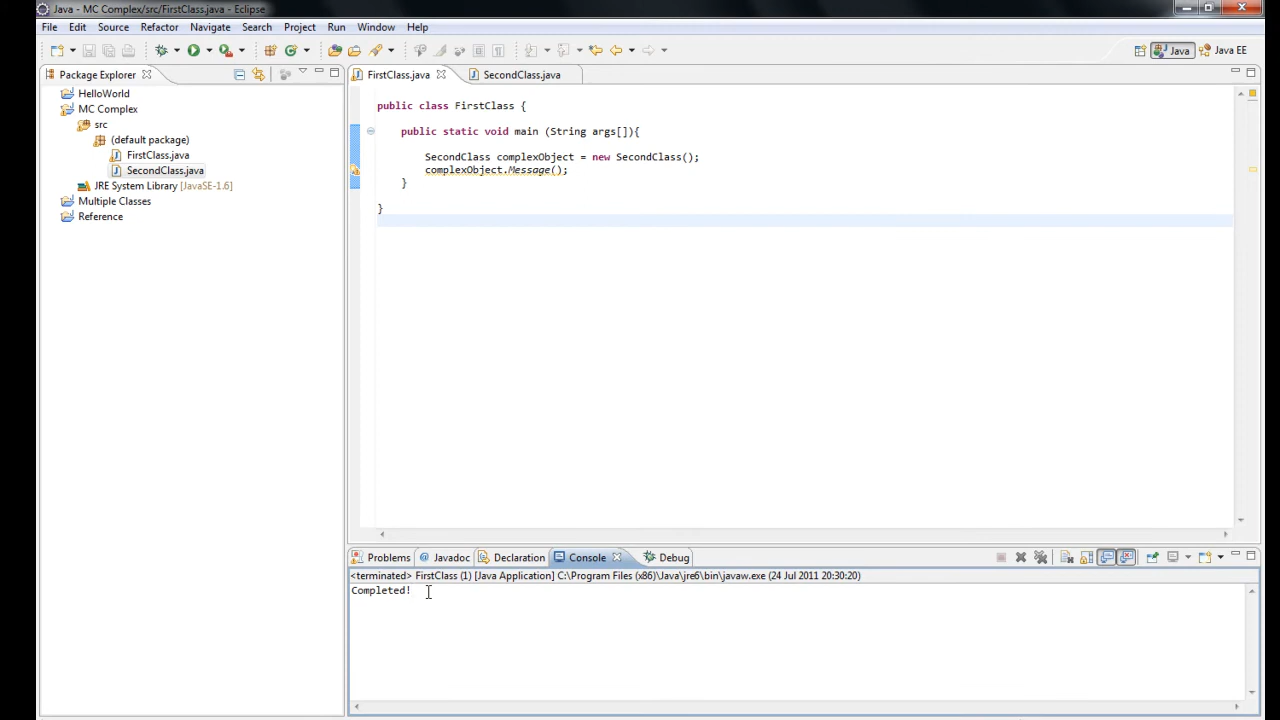 Java - MC Complex/src/FirstClass.java - Eclipse
File Edit Source Refactor Navigate Search Project Run Window Help
Java Java EE
Package Explorer
HelloWorld
MC Complex
src
(default package)
FirstClass.java
SecondClass.java
JRE System Library [JavaSE-1.6]
Multiple Classes
Reference
FirstClass.java SecondClass.java
public class FirstClass {
public static void main (String args[]){
SecondClass complexObject = new SecondClass();
complexObject.Message();
}
}
Problems Javadoc Declaration Console Debug
<terminated> FirstClass (1) [Java Application] C:\Program Files (x86)\Java\jre6\bin\javaw.exe (24 Jul 2011 20:30:20)
Completed!